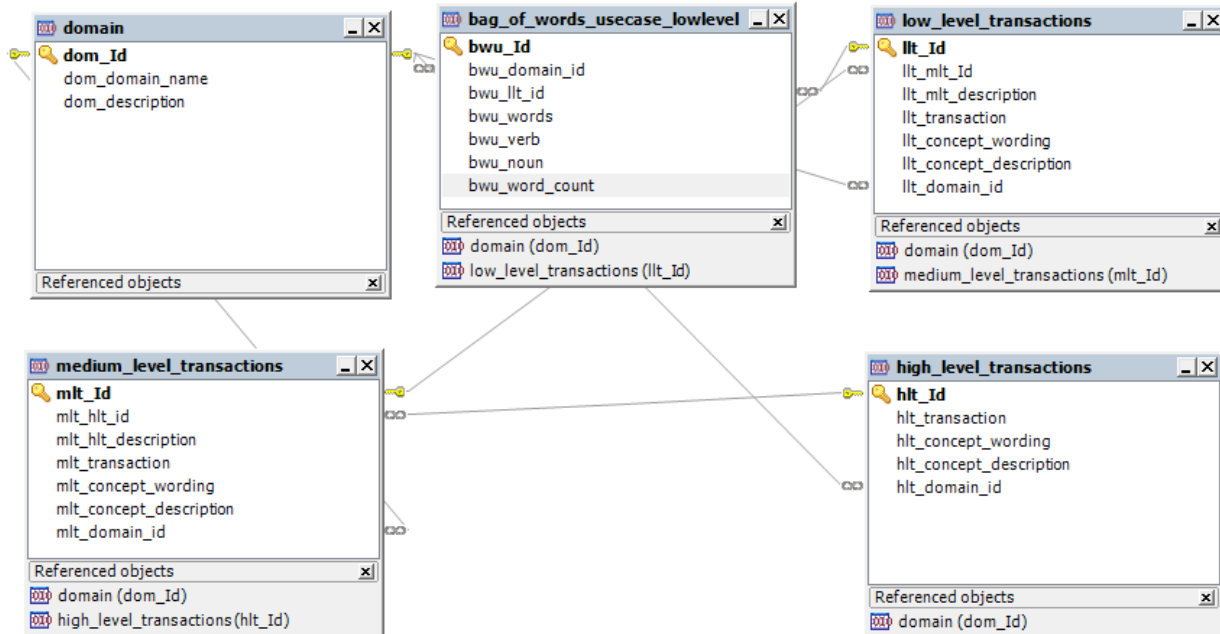 domain
dom_Id
dom_domain_name
dom_description
Referenced objects
bag_of_words_usecase_lowlevel
bwu_Id
bwu_domain_id
bwu_llt_id
bwu_words
bwu_verb
bwu_noun
bwu_word_count
Referenced objects
domain (dom_Id)
low_level_transactions (llt_Id)
low_level_transactions
llt_Id
llt_mlt_Id
llt_mlt_description
llt_transaction
llt_concept_wording
llt_concept_description
llt_domain_id
Referenced objects
domain (dom_Id)
medium_level_transactions (mlt_Id)
medium_level_transactions
mlt_Id
mlt_hlt_id
mlt_hlt_description
mlt_transaction
mlt_concept_wording
mlt_concept_description
mlt_domain_id
Referenced objects
domain (dom_Id)
high_level_transactions (hlt_Id)
high_level_transactions
hlt_Id
hlt_transaction
hlt_concept_wording
hlt_concept_description
hlt_domain_id
Referenced objects
domain (dom_Id)